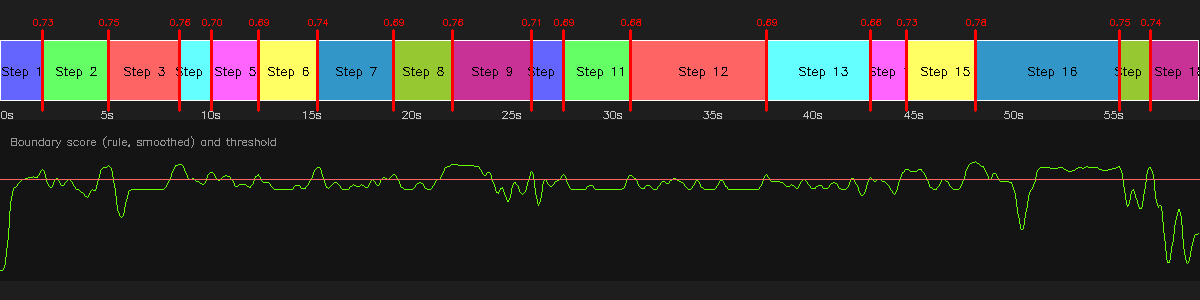 0.73 0.75 0.76 0.70 0.69 0.74 0.69 0.76 0.71 0.69 0.68 0.69 0.66 0.73 0.78 0.75 0.74
Step 1 Step 2 Step 3 Step Step 5 Step 6 Step 7 Step 8 Step 9 Step Step 11 Step 12 Step 13 Step Step 15 Step 16 Step Step 18
0s 5s 10s 15s 20s 25s 30s 35s 40s 45s 50s 55s
Boundary score (rule, smoothed) and threshold